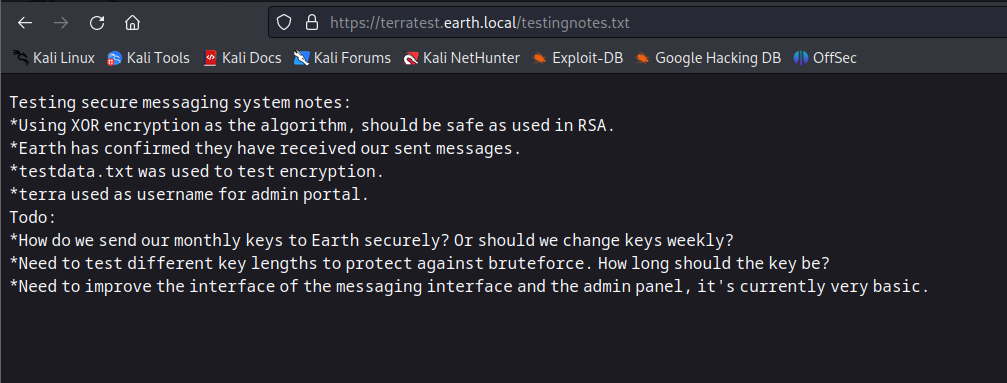 https://terratest.earth.local/testingnotes.txt
Kali Linux Kali Tools Kali Docs Kali Forums Kali NetHunter Exploit-DB Google Hacking DB OffSec
Testing secure messaging system notes:
*Using XOR encryption as the algorithm, should be safe as used in RSA.
*Earth has confirmed they have received our sent messages.
*testdata.txt was used to test encryption.
*terra used as username for admin portal.
Todo:
*How do we send our monthly keys to Earth securely? Or should we change keys weekly?
*Need to test different key lengths to protect against bruteforce. How long should the key be?
*Need to improve the interface of the messaging interface and the admin panel, it's currently very basic.